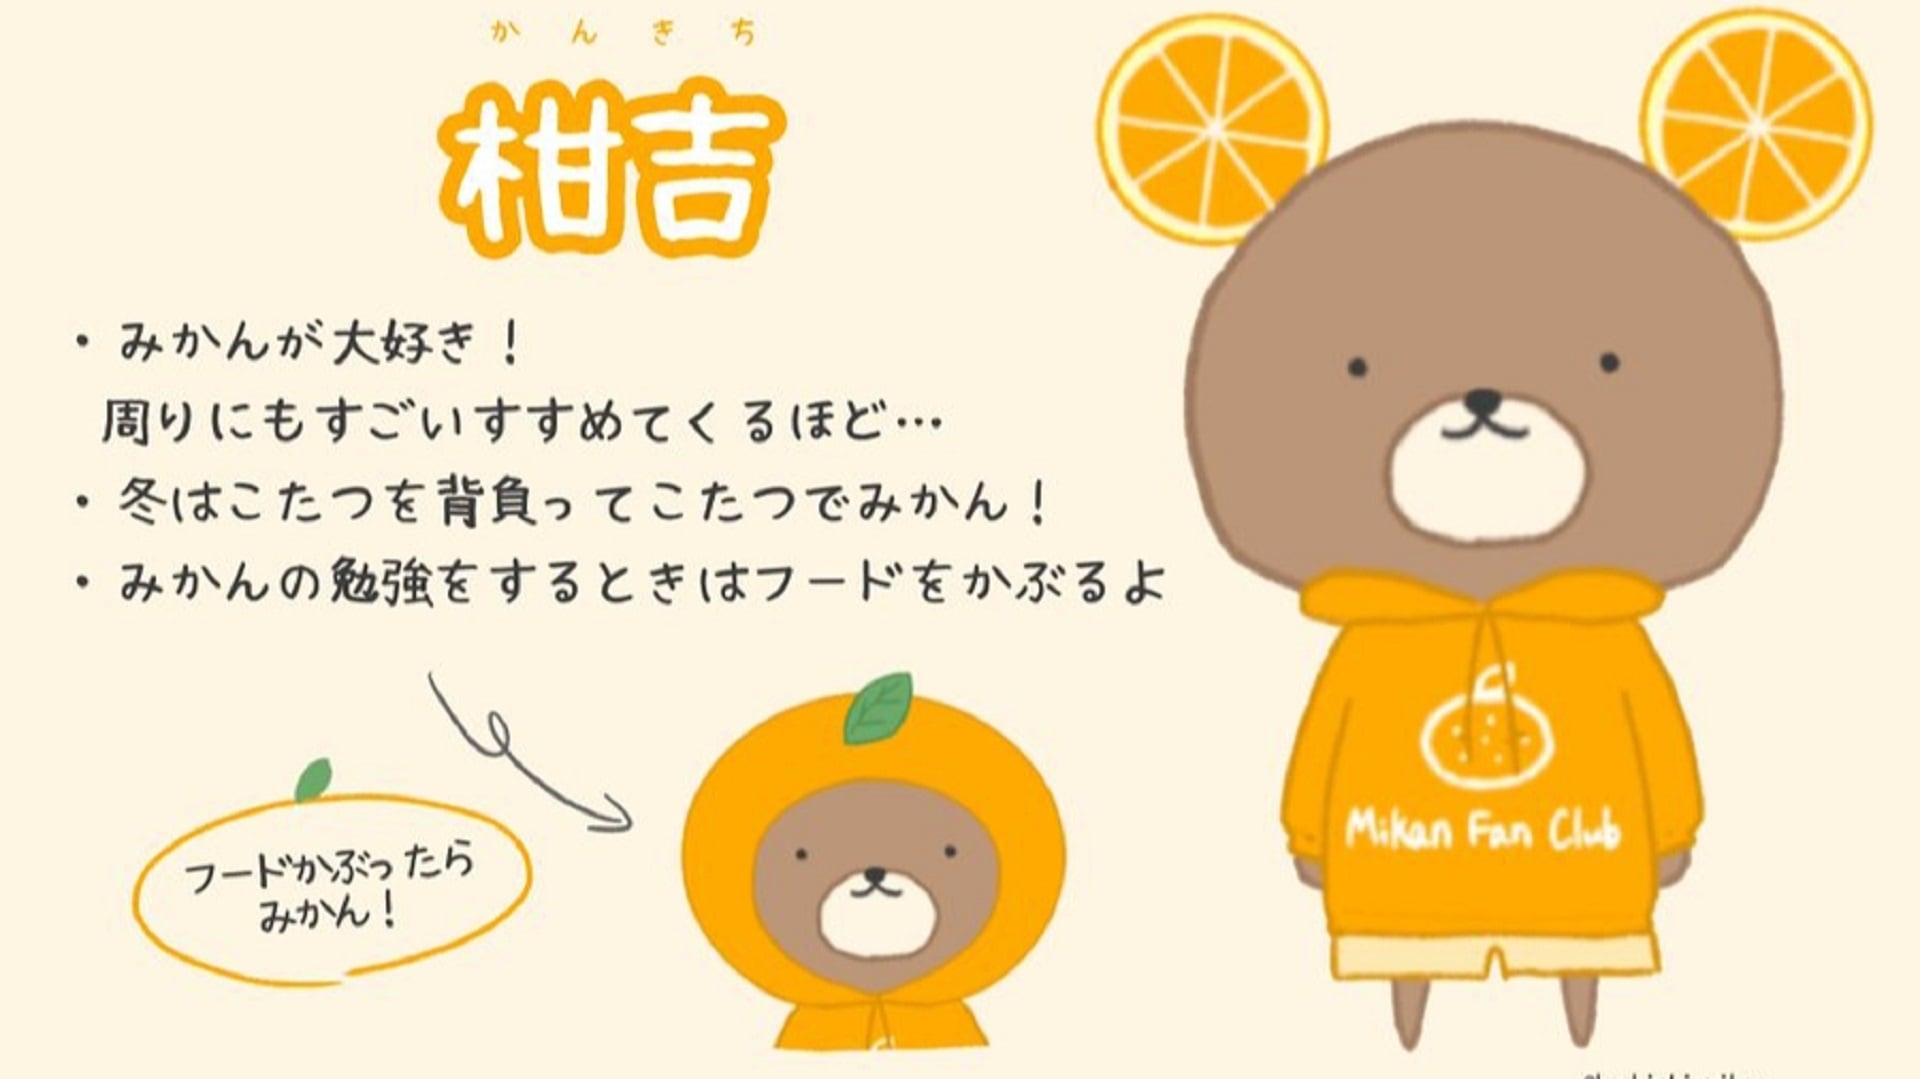 かんきち
柑吉
・みかんが大好き！
周りにもすごいすすめてくるほど…
・冬はこたつを背負ってこたつでみかん！
・みかんの勉強をするときはフードをかぶるよ
フードかぶったら
みかん！
Mikan Fan Club